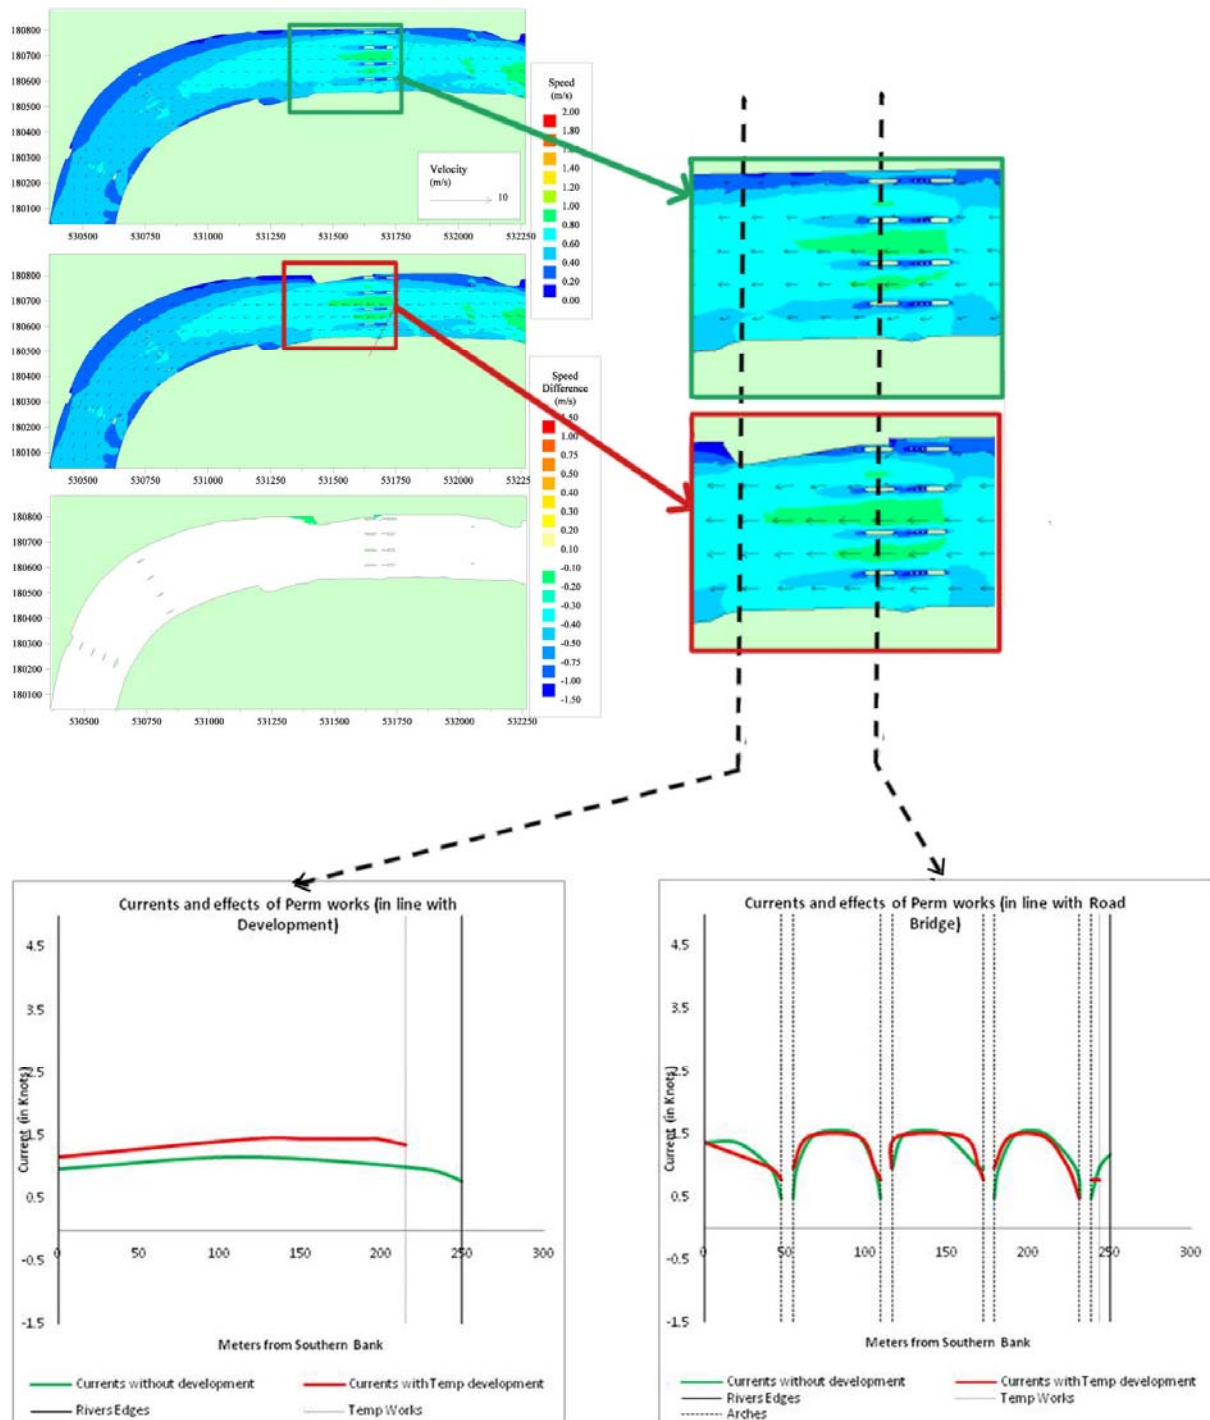 180800
180700
180600
180500
180400
180300
180200
180100
530500 530750 531000 531250 531500 531750 532000 532250
Velocity
(m/s)
10
Speed
(m/s)
2.00
1.80
1.40
1.20
1.00
0.80
0.60
0.40
0.20
0.00
180800
180700
180600
180500
180400
180300
180200
180100
530500 530750 531000 531250 531500 531750 532000 532250
Speed
Difference
(m/s)
1.00
0.75
0.50
0.40
0.30
0.20
0.10
-0.10
-0.20
-0.30
-0.40
-0.50
-0.75
-1.00
-1.50
180800
180700
180600
180500
180400
180300
180200
180100
530500 530750 531000 531250 531500 531750 532000 532250
Currents and effects of Perm works (in line with
Development)
4.5
3.5
2.5
1.5
0.5
-0.5
-1.5
Current (in Knots)
0 50 100 150 200 250 300
Meters from Southern Bank
Currents without development
Currents with Temp development
Rivers Edges
Temp Works
Currents and effects of Perm works (in line with Road
Bridge)
4.5
3.5
2.5
1.5
0.5
-0.5
-1.5
Current (in Knots)
0 50 100 150 200 250 300
Meters from Southern Bank
Currents without development
Currents with Temp development
Rivers Edges
Temp Works
Arches